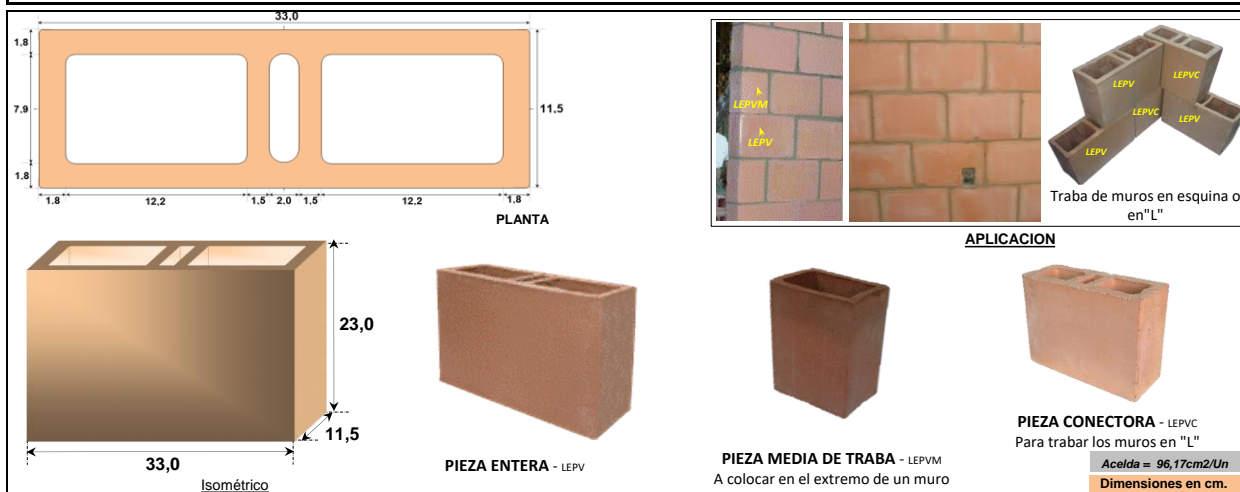 33,0
1.8
7.9
1.8
11,5
1.8 12,2 1.5 2.0 1.5 12,2 1.8
PLANTA
LEPVM
LEPV
LEPV
LEPVC
LEPVC
LEPV
LEPV
Traba de muros en esquina o
en"L"
APLICACION
23,0
11,5
33,0
Isométrico
PIEZA ENTERA - LEPV
PIEZA MEDIA DE TRABA - LEPVM
A colocar en el extremo de un muro
PIEZA CONECTORA - LEPVC
Para trabar los muros en "L"
Acelda = 96,17cm2/Un
Dimensiones en cm.